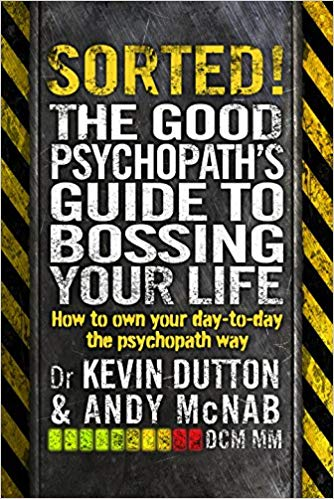 SORTED!
THE GOOD
PSYCHOPATH'S
GUIDE TO
BOSSING
YOUR LIFE
How to own your day-to-day
the psychopath way
Dr KEVIN DUTTON
& ANDY McNAB
DCM MM